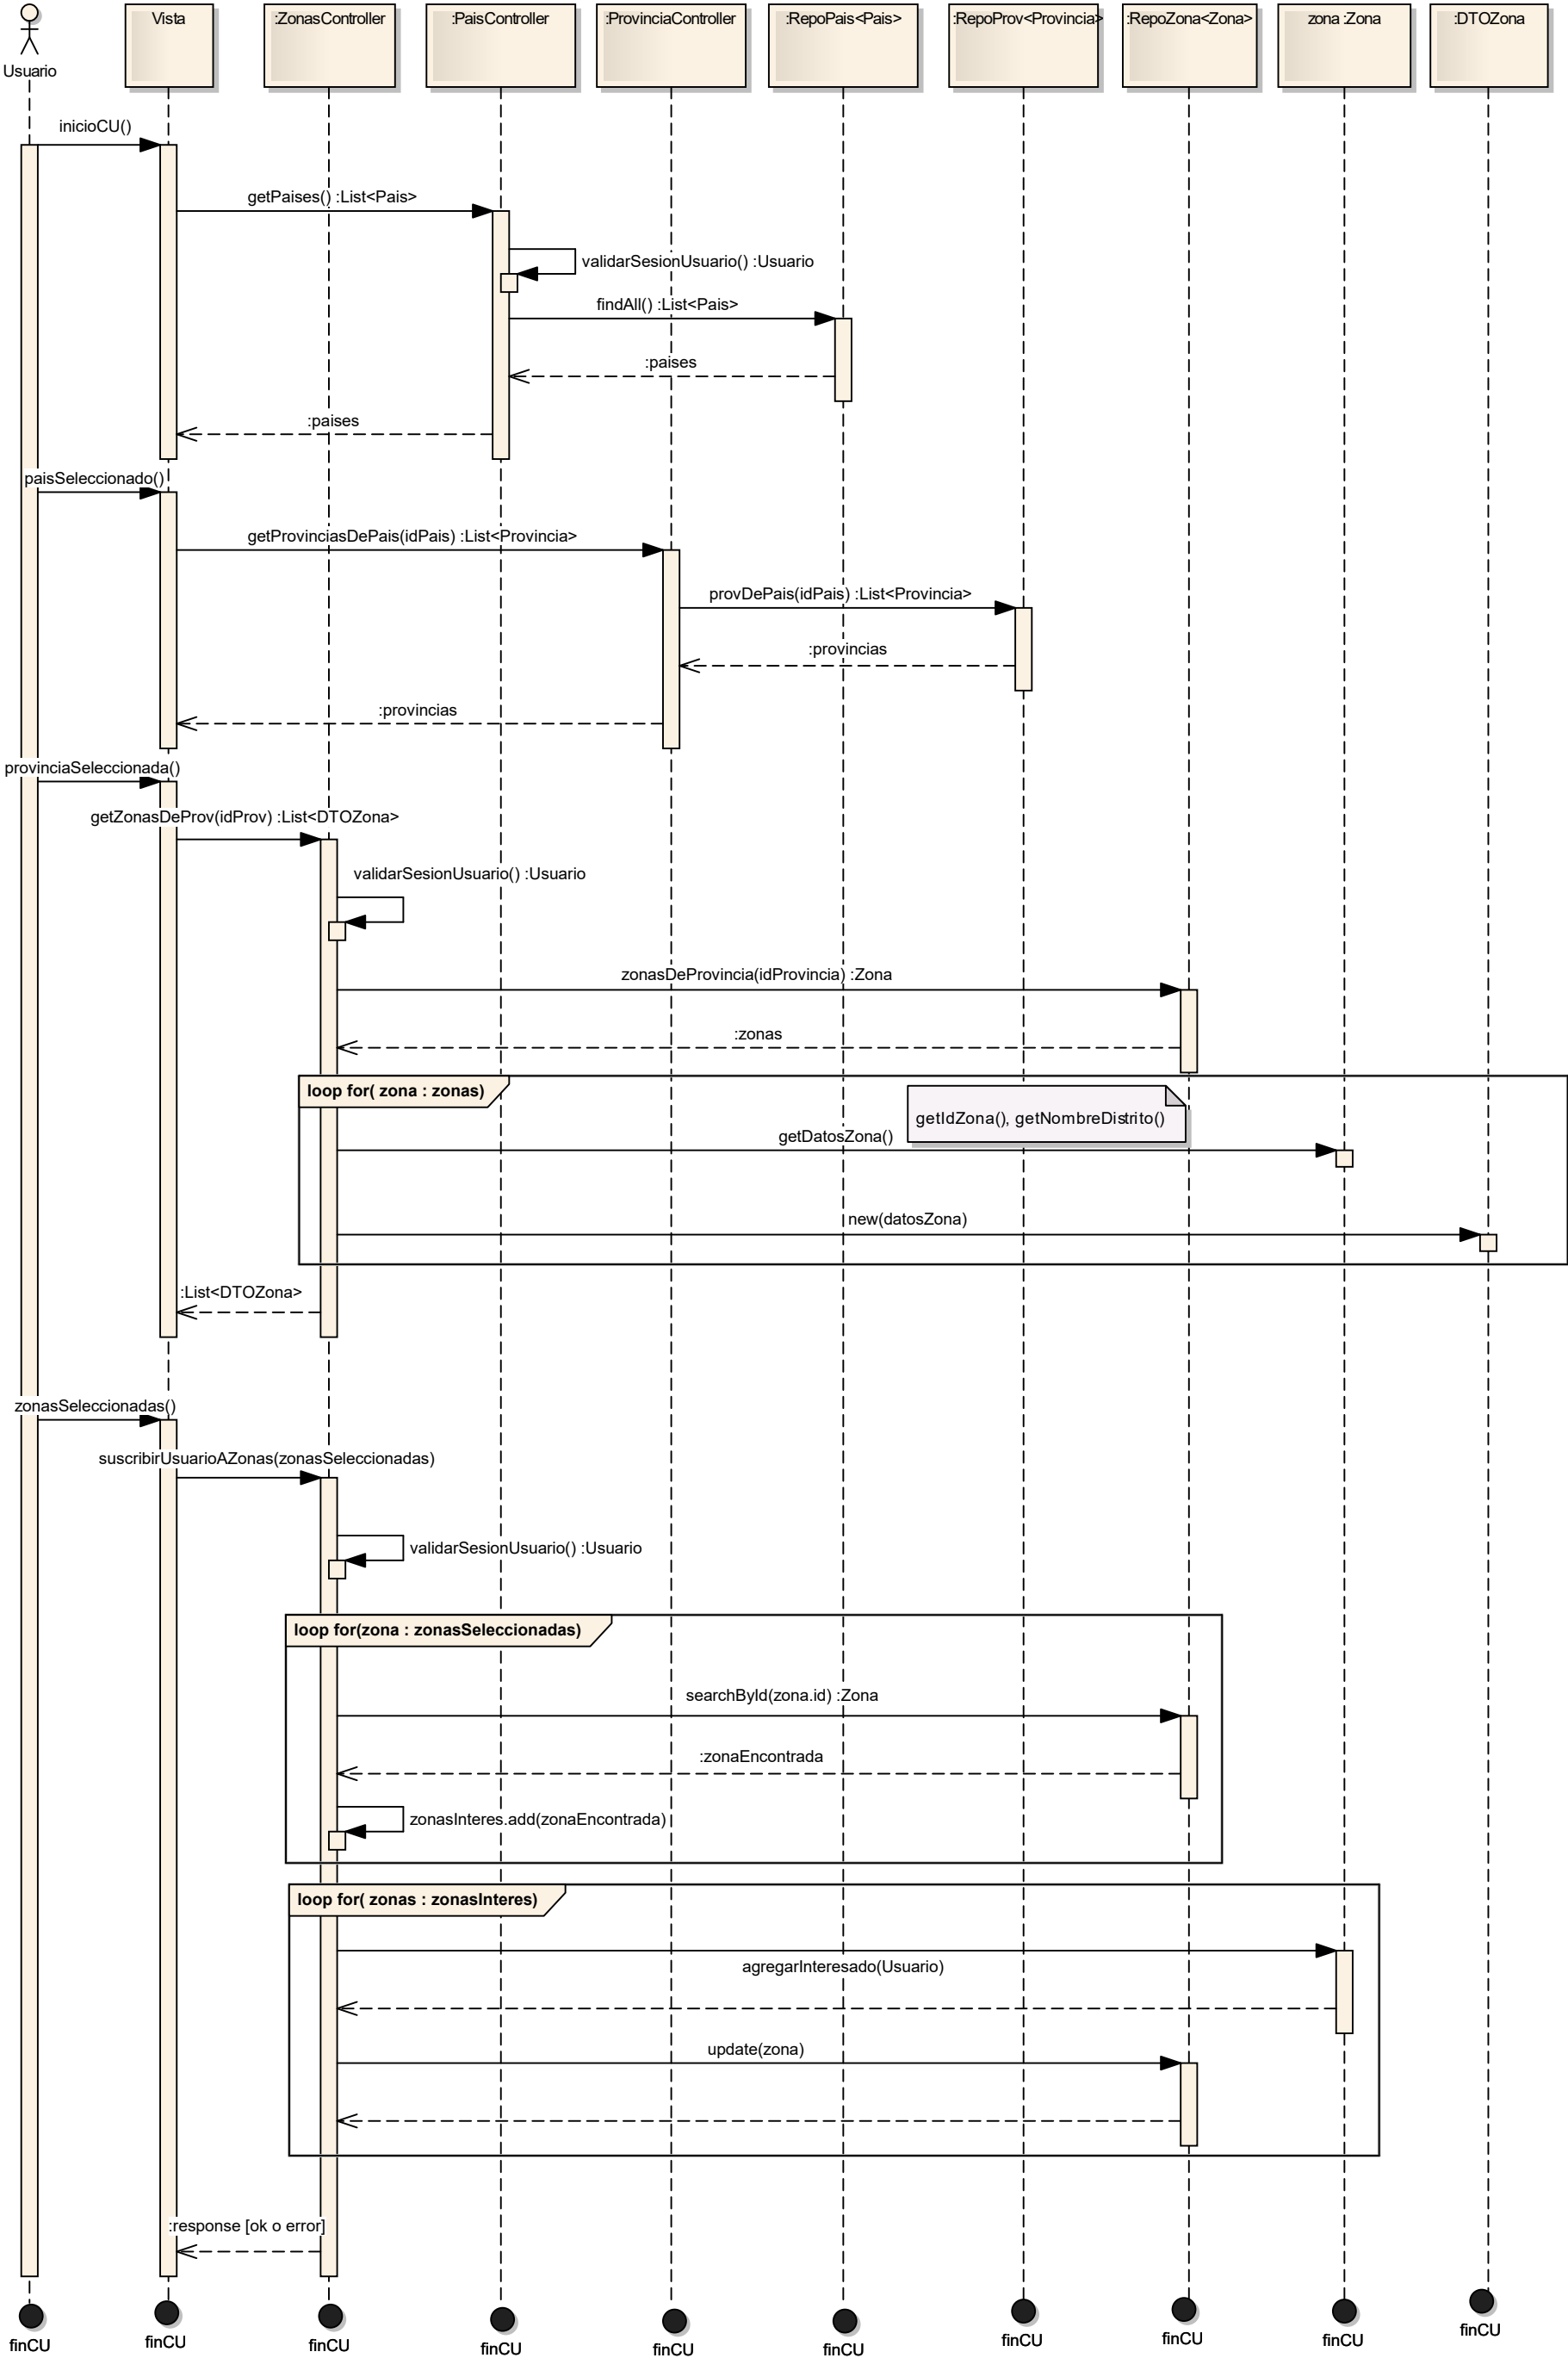 Usuario
Vista
:ZonasController
:PaisController
:ProvinciaController
:RepoPais<Pais>
:RepoProv<Provincia>
:RepoZona<Zona>
zona :Zona
:DTOZona
inicioCU()
getPaises() :List<Pais>
validarSesionUsuario() :Usuario
findAll() :List<Pais>
:paises
:paises
paisSeleccionado()
getProvinciasDePais(idPais) :List<Provincia>
provDePais(idPais) :List<Provincia>
:provincias
:provincias
provinciaSeleccionada()
getZonasDeProv(idProv) :List<DTOZona>
validarSesionUsuario() :Usuario
zonasDeProvincia(idProvincia) :Zona
:zonas
loop for( zona : zonas)
getIdZona(), getNombreDistrito()
getDatosZona()
new(datosZona)
:List<DTOZona>
zonasSeleccionadas()
suscribirUsuarioAZonas(zonasSeleccionadas)
validarSesionUsuario() :Usuario
loop for(zona : zonasSeleccionadas)
searchById(zona.id) :Zona
:zonaEncontrada
zonasInteres.add(zonaEncontrada)
loop for( zonas : zonasInteres)
agregarInteresado(Usuario)
update(zona)
:response [ok o error]
finCU
finCU
finCU
finCU
finCU
finCU
finCU
finCU
finCU
finCU